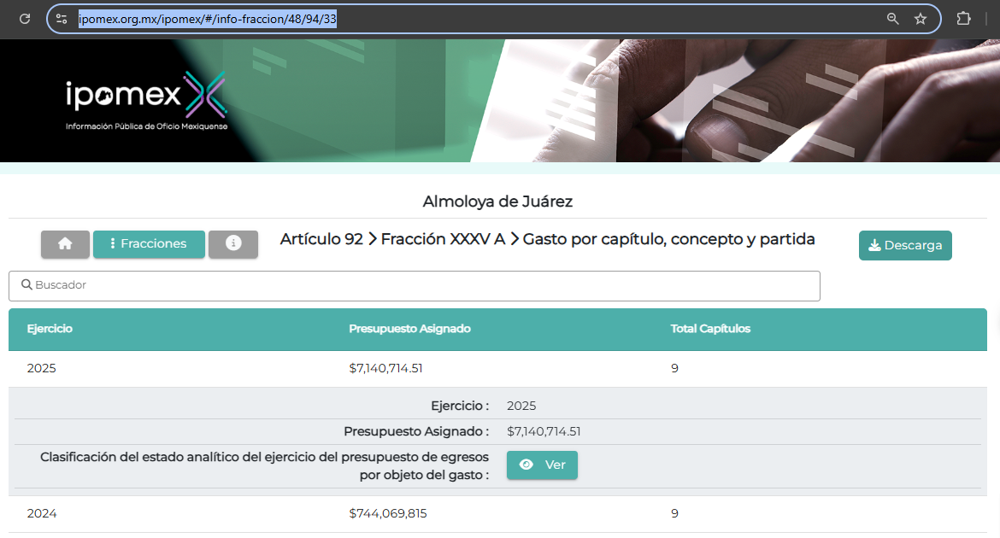 ipomex.org.mx/ipomex/#/info-fraccion/48/94/33
ipomex
Información Pública de Oficio Mexiquense
Almoloya de Juárez
Fracciones
Artículo 92 > Fracción XXXV A > Gasto por capítulo, concepto y partida
Descarga
Buscador
Ejercicio Presupuesto Asignado Total Capítulos
2025 $7,140,714.51 9
Ejercicio : 2025
Presupuesto Asignado : $7,140,714.51
Clasificación del estado analítico del ejercicio del presupuesto de egresos
por objeto del gasto :
Ver
2024 $744,069,815 9